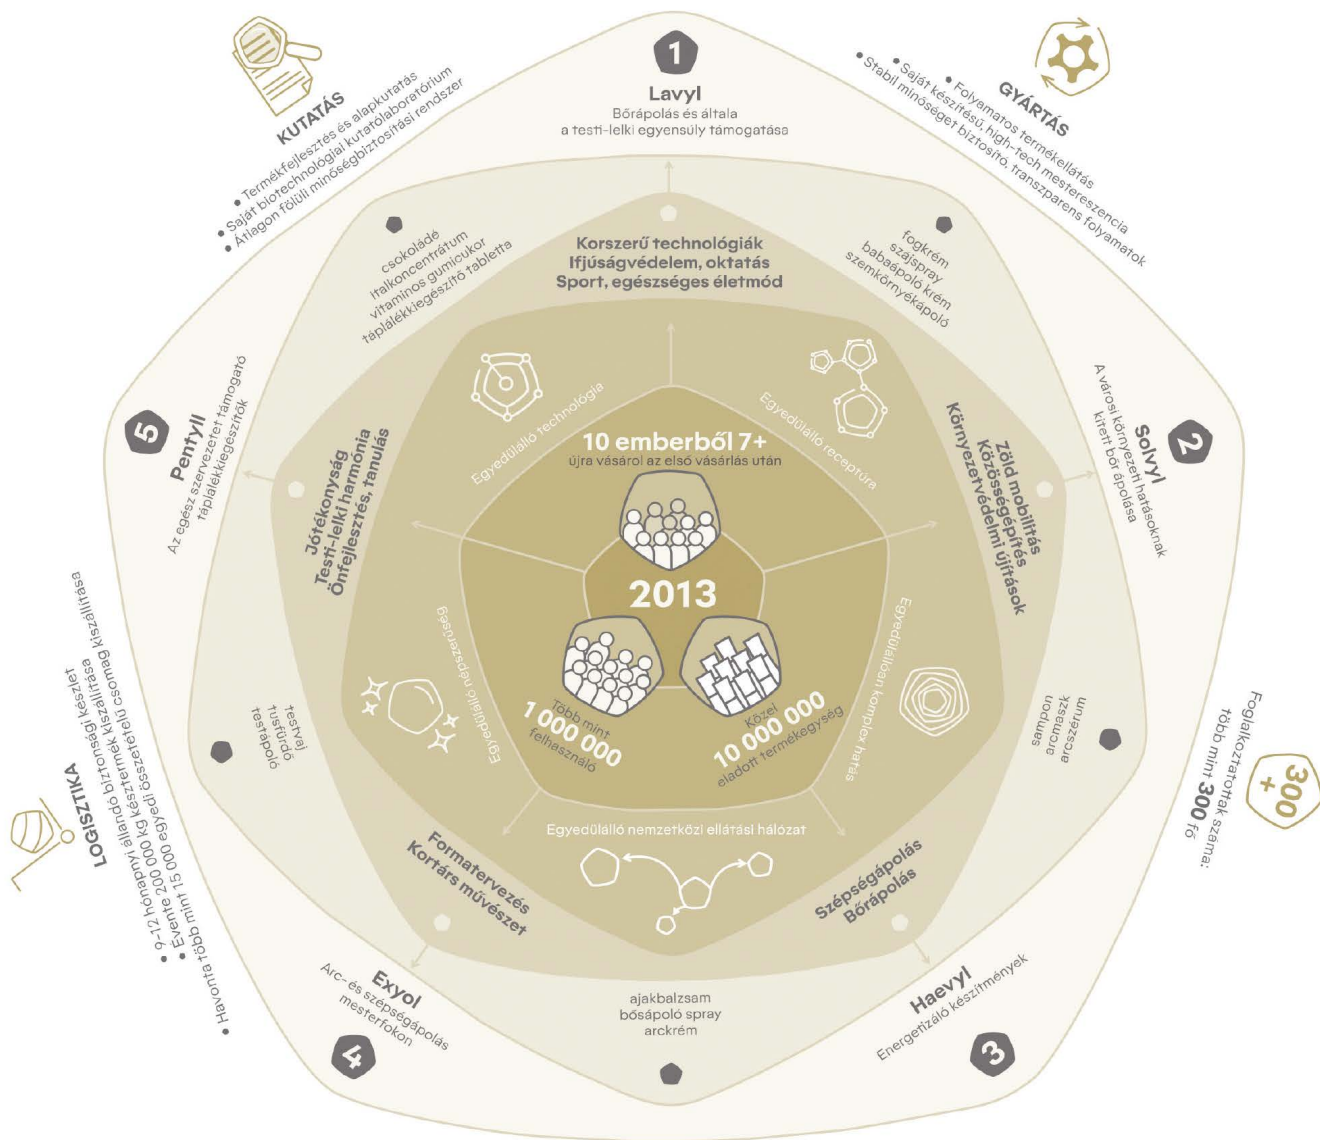 KUTATÁS
• Termékfejlesztés és alapkutatás
• Saját biotechnológiai kutatólaboratórium
• Átlagon fölüli minőségbiztosítási rendszer
GYÁRTÁS
• Folyamatos termékellátás
• Saját készítésű, high-tech mestereszencia
• Stabil minőséget biztosító, transzparens folyamatok
1
Lavyl
Bőrápolás és általa
a testi-lelki egyensúly támogatása
csokoládé
italkoncentrátum
vitaminos gumicukor
táplálékkiegészítő tabletta
Korszerű technológiák
Ifjúságvédelem, oktatás
Sport, egészséges életmód
fogkrém
szájspray
babaápoló krém
szemkörnyékápoló
5
Pentyll
Az egész szervezetet támogató
táplálékkiegészítők
Jótékonyság
Testi-lelki harmónia
Önfejlesztés, tanulás
Egyedülálló technológia
Egyedülálló receptúra
10 emberből 7+
újra vásárol az első vásárlás után
Zöld mobilitás
Közösségépítés
Környezetvédelmi újítások
2
Solvyl
A városi környezeti hatásoknak
kitett bőr ápolása
2013
Egyedülálló népszerűség
Több mint
1 000 000
felhasználó
Közel
10 000 000
eladott termékegység
Egyedülállóan komplex hatás
testvaj
tusfürdő
testápoló
sampon
arcmaszk
arcszérum
LOGISZTIKA
• 9-12 hónapnyi állandó biztonsági készlet
• Évente 200 000 kg késztermék kiszállítása
• Havonta több mint 15 000 egyedi összetételű csomag kiszállítása
Foglalkoztatottak száma:
több mint 300 fő
300
+
Egyedülálló nemzetközi ellátási hálózat
Formatervezés
Kortárs művészet
Szépségápolás
Bőrápolás
4
Exyol
Arc- és szépségápolás
mesterfokon
ajakbalzsam
bősápoló spray
arckrém
3
Haevyl
Energetizáló készítmények